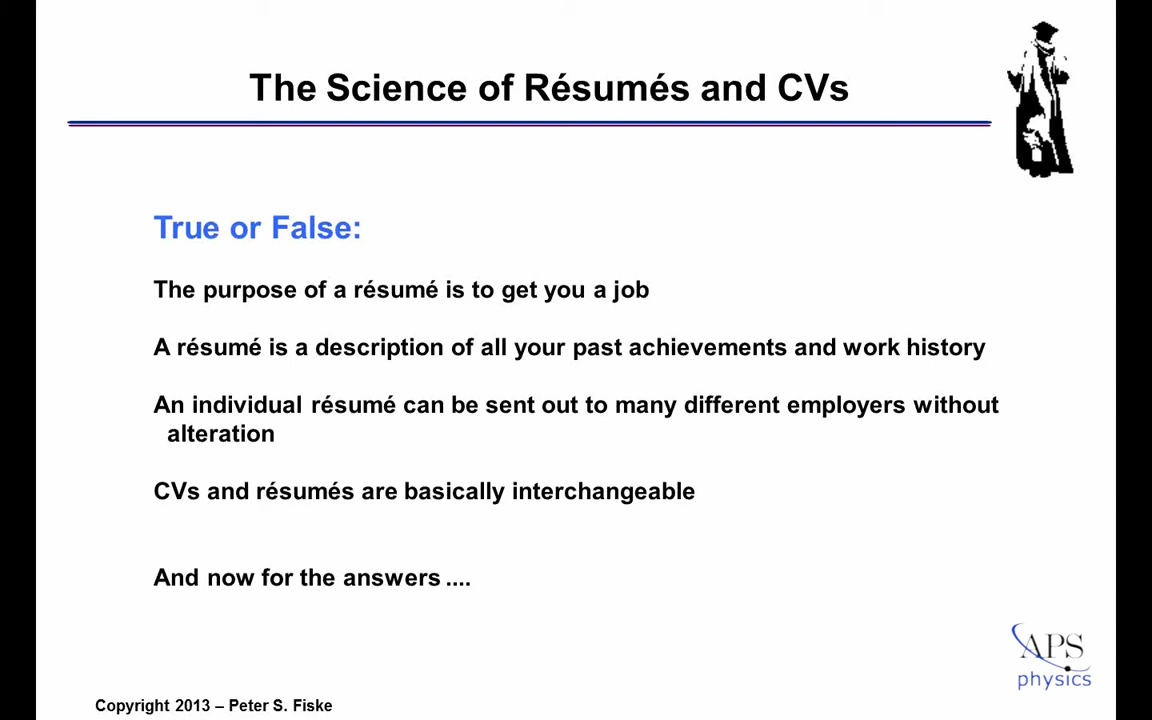 The Science of Résumés and CVs
True or False:
The purpose of a résumé is to get you a job
A résumé is a description of all your past achievements and work history
An individual résumé can be sent out to many different employers without
alteration
CVs and résumés are basically interchangeable
And now for the answers ....
APS
physics
Copyright 2013 – Peter S. Fiske